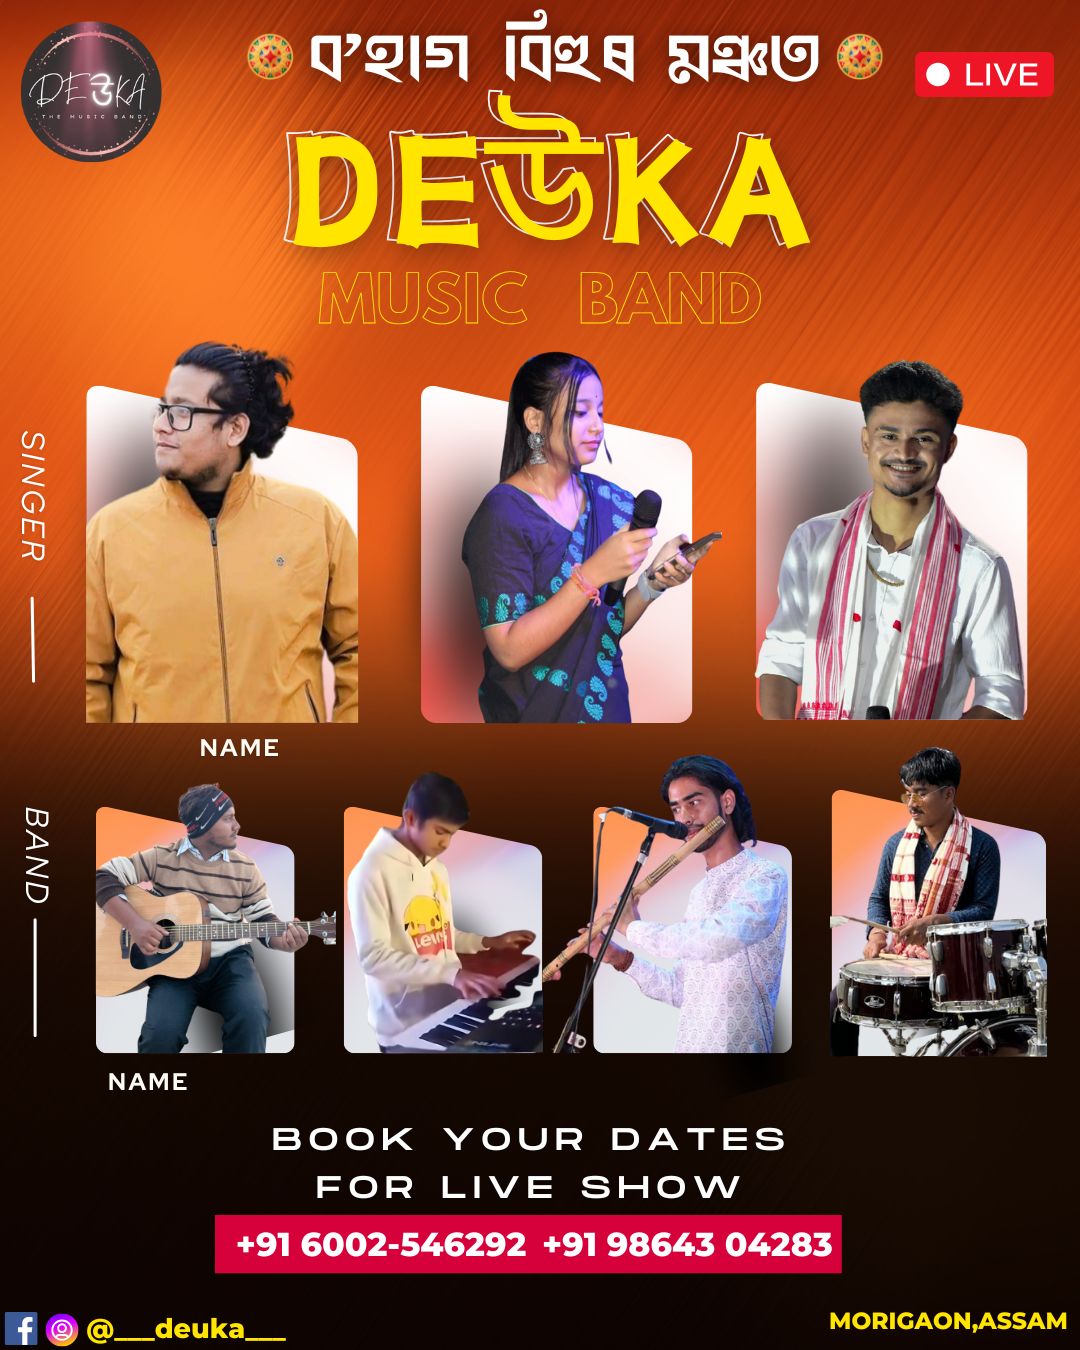 DEউKA
THE MUSIC BAND
ব'হাগ বিহুৰ মঞ্চত
LIVE
DEউKA
MUSIC BAND
SINGER
NAME
BAND
NAME
BOOK YOUR DATES
FOR LIVE SHOW
+91 6002-546292 +91 98643 04283
@___deuka___
MORIGAON,ASSAM